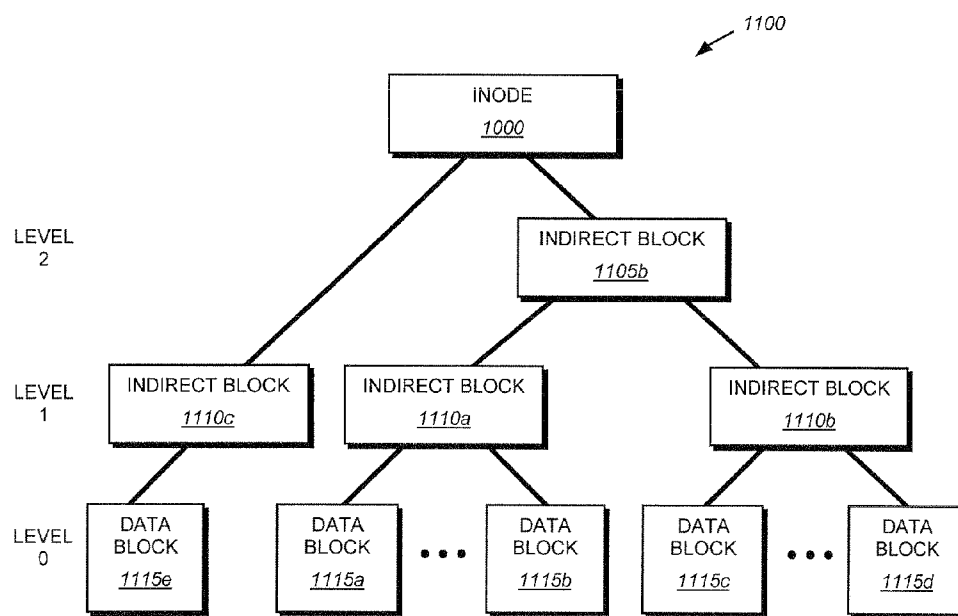 1100
INODE
1000
LEVEL
2
INDIRECT BLOCK
1105b
LEVEL
1
INDIRECT BLOCK
1110c
INDIRECT BLOCK
1110a
INDIRECT BLOCK
1110b
LEVEL
0
DATA
BLOCK
1115e
DATA
BLOCK
1115a
DATA
BLOCK
1115b
DATA
BLOCK
1115c
DATA
BLOCK
1115d